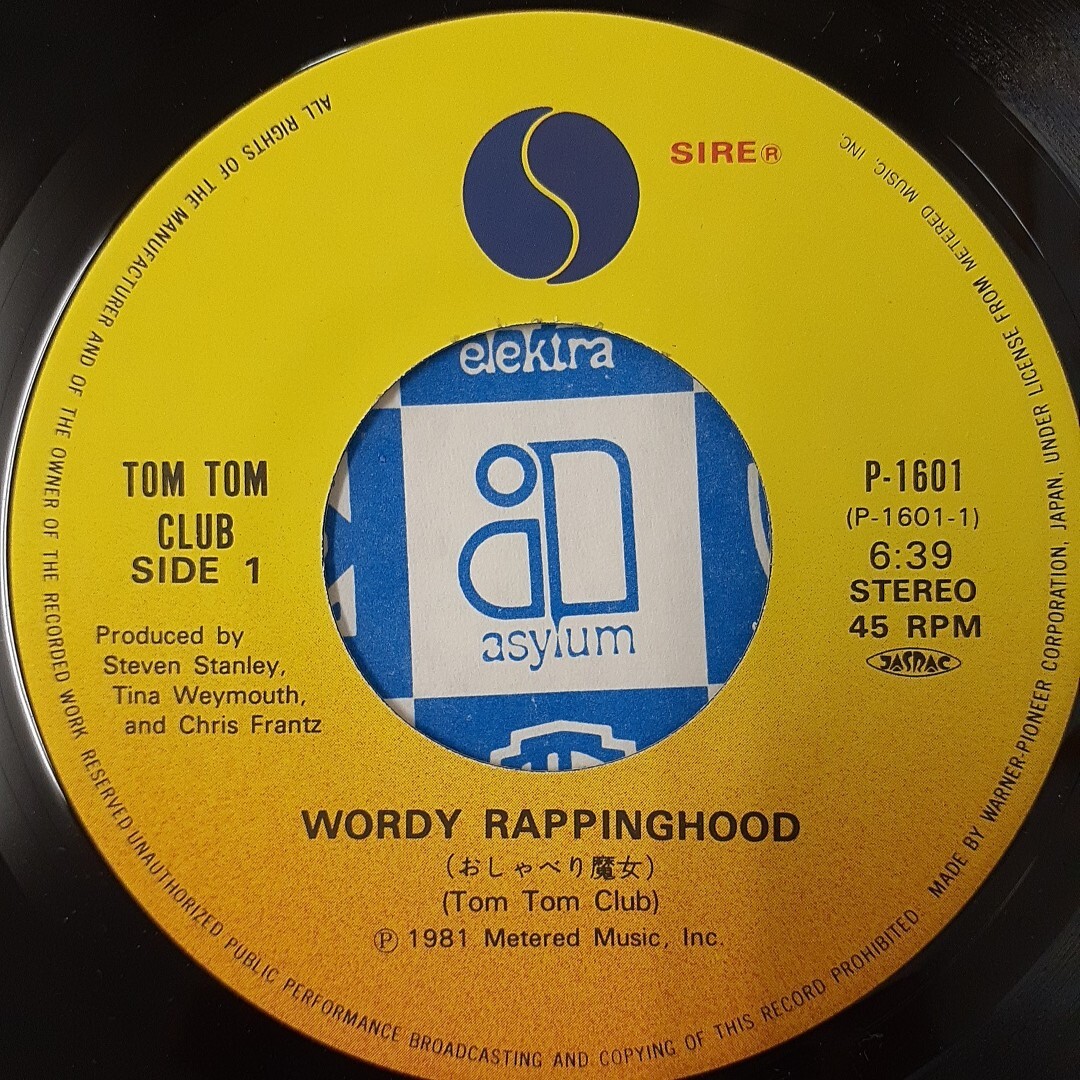 SIRE®
elektra
asylum
TOM TOM
CLUB
SIDE 1
Produced by
Steven Stanley,
Tina Weymouth,
and Chris Frantz
P-1601
(P-1601-1)
6:39
STEREO
45 RPM
JASRAC
WORDY RAPPINGHOOD
(おしゃべり魔女)
(Tom Tom Club)
Ⓟ 1981 Metered Music, Inc.
ALL RIGHTS OF THE MANUFACTURER AND OF THE OWNER OF THE RECORDED WORK RESERVED UNAUTHORIZED PUBLIC PERFORMANCE BROADCASTING AND COPYING OF THIS RECORD PROHIBITED. MADE BY WARNER-PIONEER CORPORATION, JAPAN, UNDER LICENSE FROM METERED MUSIC, INC.